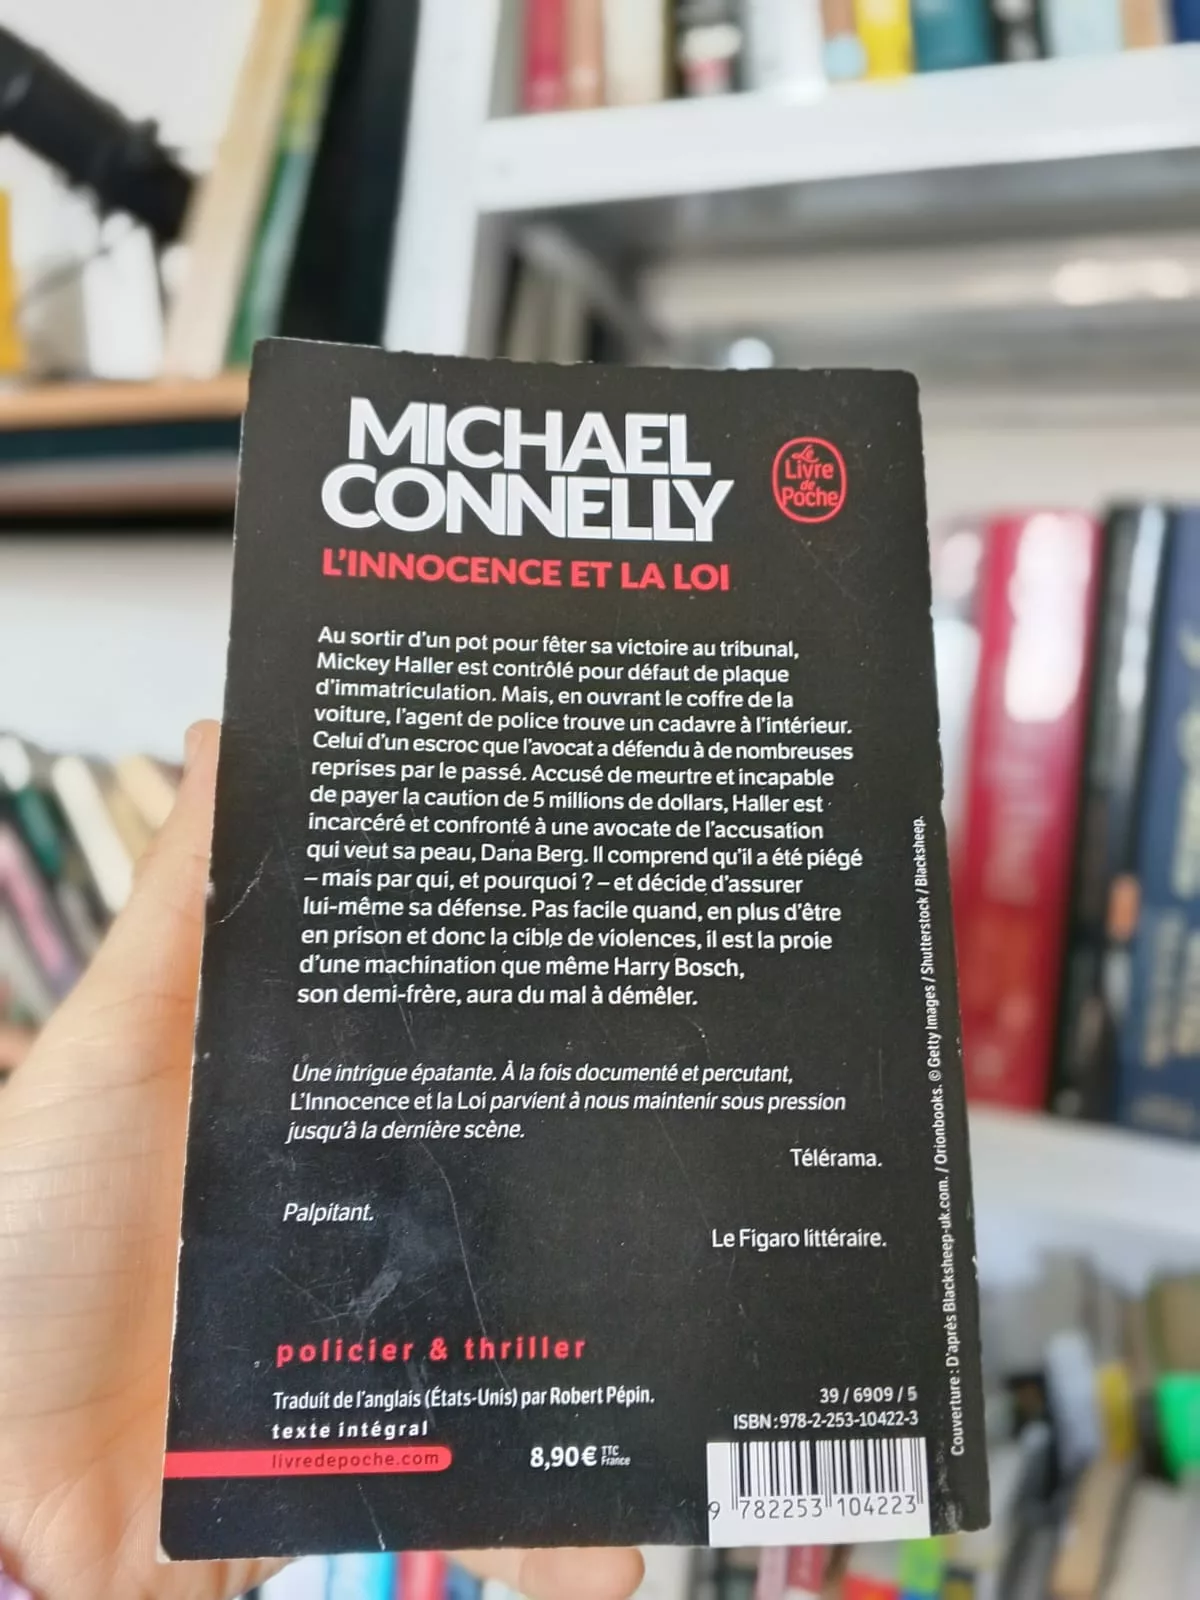 MICHAEL
CONNELLY
Le
Livre
de
Poche
L'INNOCENCE ET LA LOI
Au sortir d'un pot pour fêter sa victoire au tribunal,
Mickey Haller est contrôlé pour défaut de plaque
d'immatriculation. Mais, en ouvrant le coffre de la
voiture, l'agent de police trouve un cadavre à l'intérieur.
Celui d'un escroc que l'avocat a défendu à de nombreuses
reprises par le passé. Accusé de meurtre et incapable
de payer la caution de 5 millions de dollars, Haller est
incarcéré et confronté à une avocate de l'accusation
qui veut sa peau, Dana Berg. Il comprend qu'il a été piégé
– mais par qui, et pourquoi ? – et décide d'assurer
lui-même sa défense. Pas facile quand, en plus d'être
en prison et donc la cible de violences, il est la proie
d'une machination que même Harry Bosch,
son demi-frère, aura du mal à démêler.
Une intrigue épatante. À la fois documenté et percutant,
L'Innocence et la Loi parvient à nous maintenir sous pression
jusqu'à la dernière scène.
Télérama.
Palpitant.
Le Figaro littéraire.
policier & thriller
Traduit de l'anglais (États-Unis) par Robert Pépin.
texte intégral
livredepoche.com
8,90 € TTC
France
39 / 6909 / 5
ISBN : 978-2-253-10422-3
9 782253 104223
Couverture : D'après Blacksheep-uk.com. / Orionbooks. © Getty Images / Shutterstock / Blacksheep.